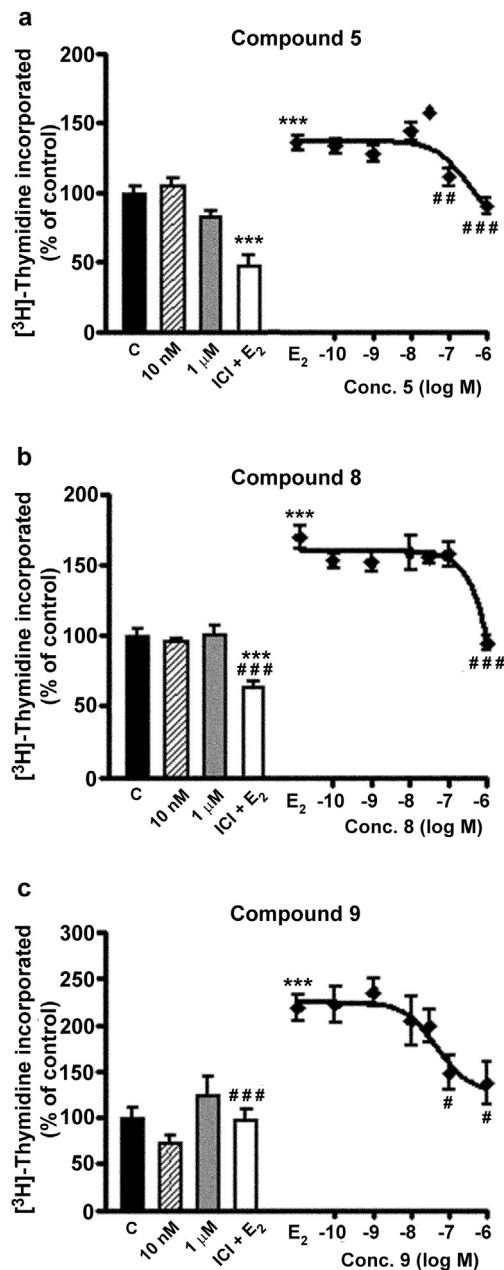 a
Compound 5
[³H]-Thymidine incorporated
(% of control)
200
150
100
50
0
***
***
##
###
C
10 nM
1 µM
ICI + E₂
E₂ -10 -9 -8 -7 -6
Conc. 5 (log M)
b
Compound 8
[³H]-Thymidine incorporated
(% of control)
200
150
100
50
0
***
***
###
###
C
10 nM
1 µM
ICI + E₂
E₂ -10 -9 -8 -7 -6
Conc. 8 (log M)
c
Compound 9
[³H]-Thymidine incorporated
(% of control)
300
250
200
150
100
50
0
***
###
#
#
C
10 nM
1 µM
ICI + E₂
E₂ -10 -9 -8 -7 -6
Conc. 9 (log M)